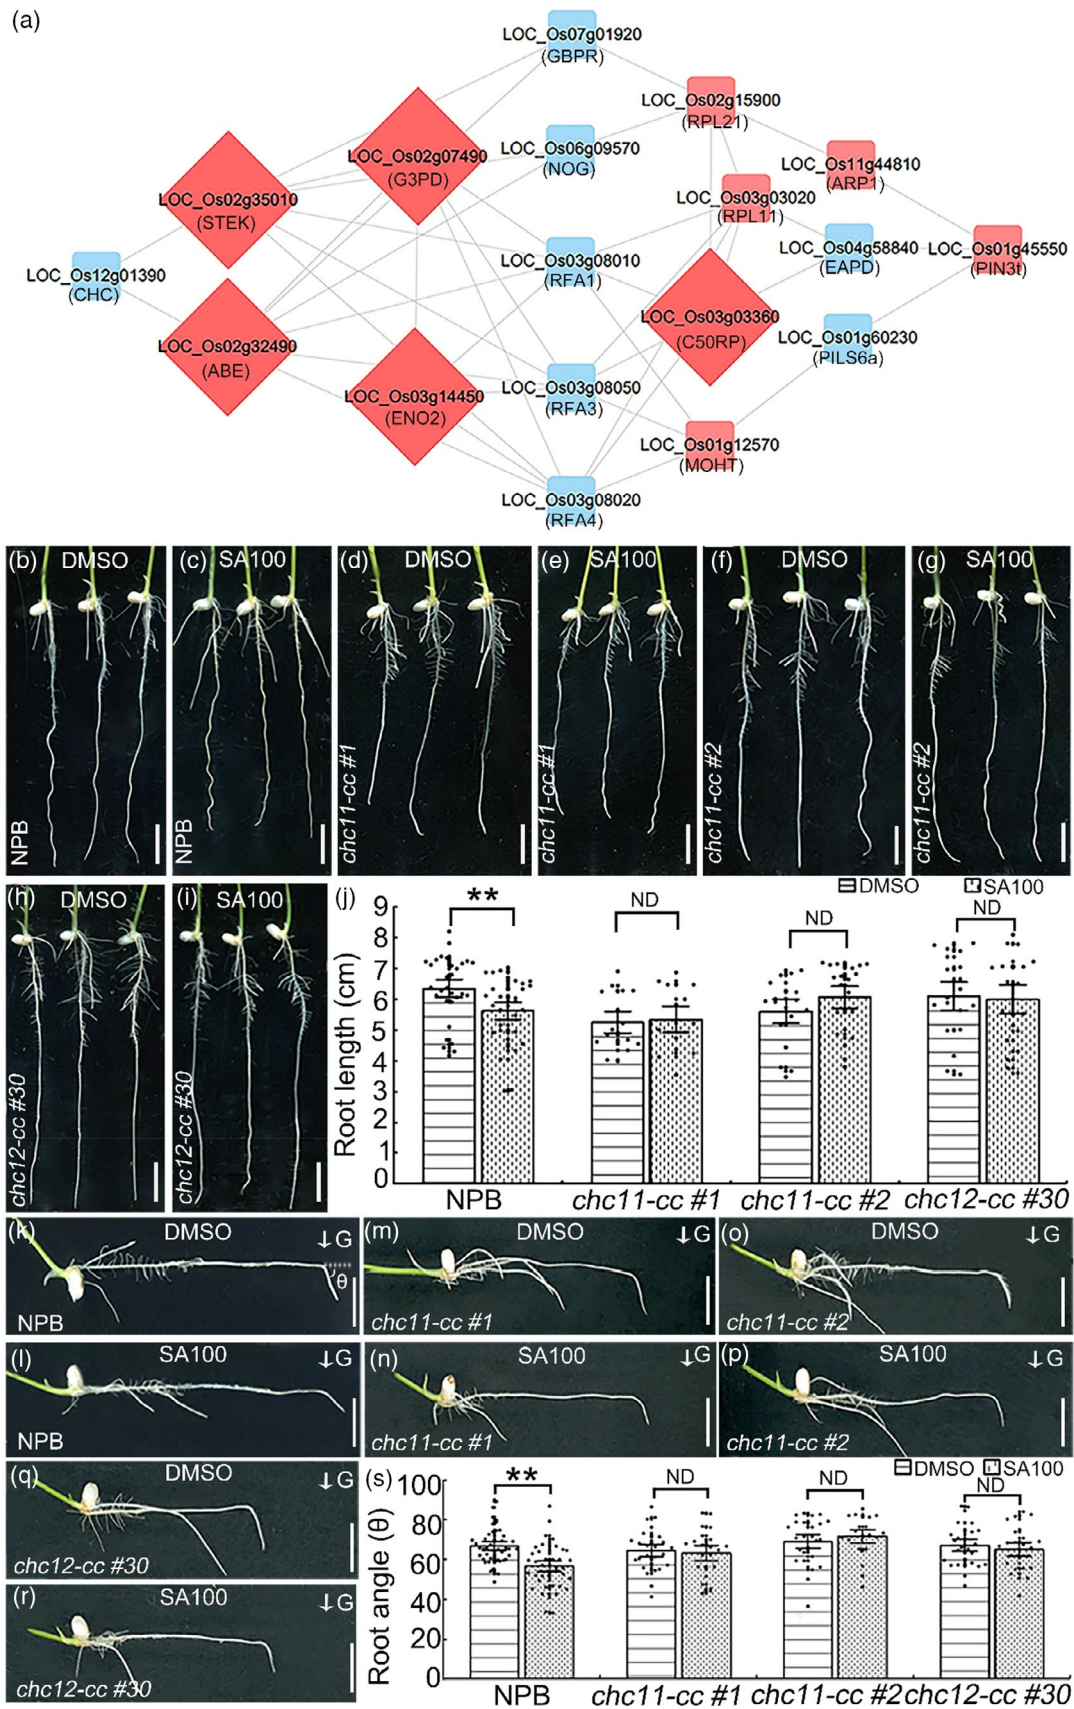 (a)
LOC_Os07g01920
(GBPR)
LOC_Os02g15900
(RPL21)
LOC_Os02g07490
(G3PD)
LOC_Os06g09570
(NOG)
LOC_Os11g44810
(ARP1)
LOC_Os02g35010
(STEK)
LOC_Os03g03020
(RPL11)
LOC_Os12g01390
(CHC)
LOC_Os03g08010
(RFA1)
LOC_Os04g58840
(EAPD)
LOC_Os01g45550
(PIN3t)
LOC_Os02g32490
(ABE)
LOC_Os03g03360
(C50RP)
LOC_Os01g60230
(PILS6a)
LOC_Os03g14450
(ENO2)
LOC_Os03g08050
(RFA3)
LOC_Os01g12570
(MOHT)
LOC_Os03g08020
(RFA4)
(b) DMSO
NPB
(c) SA100
NPB
(d) DMSO
chc11-cc #1
(e) SA100
chc11-cc #1
(f) DMSO
chc11-cc #2
(g) SA100
chc11-cc #2
(h) DMSO
chc12-cc #30
(i) SA100
chc12-cc #30
(j)
DMSO SA100
** ND ND ND
Root length (cm)
9
8
7
6
5
4
3
2
1
0
NPB chc11-cc #1 chc11-cc #2 chc12-cc #30
(k) DMSO ↓G
θ
NPB
(m) DMSO ↓G
chc11-cc #1
(o) DMSO ↓G
chc11-cc #2
(l) SA100 ↓G
NPB
(n) SA100 ↓G
chc11-cc #1
(p) SA100 ↓G
chc11-cc #2
(q) DMSO ↓G
chc12-cc #30
(r) SA100 ↓G
chc12-cc #30
(s)
DMSO SA100
** ND ND ND
Root angle (θ)
100
80
60
40
20
0
NPB chc11-cc #1 chc11-cc #2 chc12-cc #30